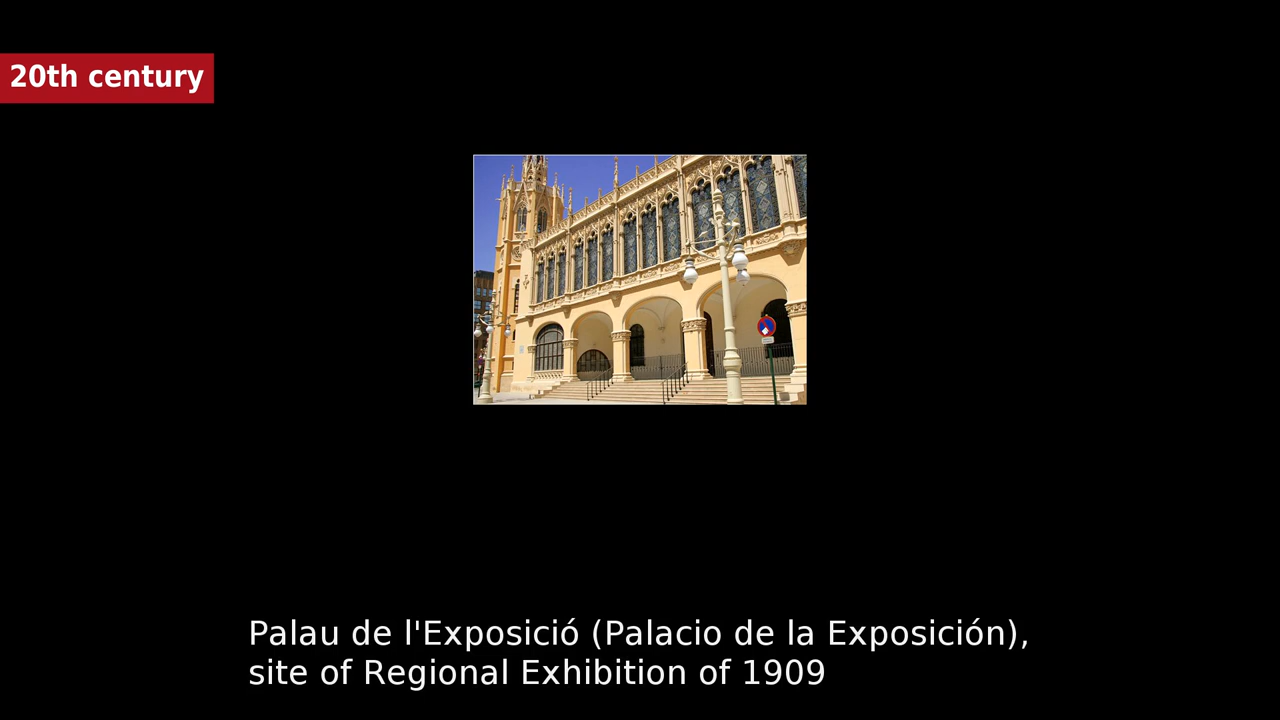 20th century
Palau de l'Exposició (Palacio de la Exposición),
site of Regional Exhibition of 1909